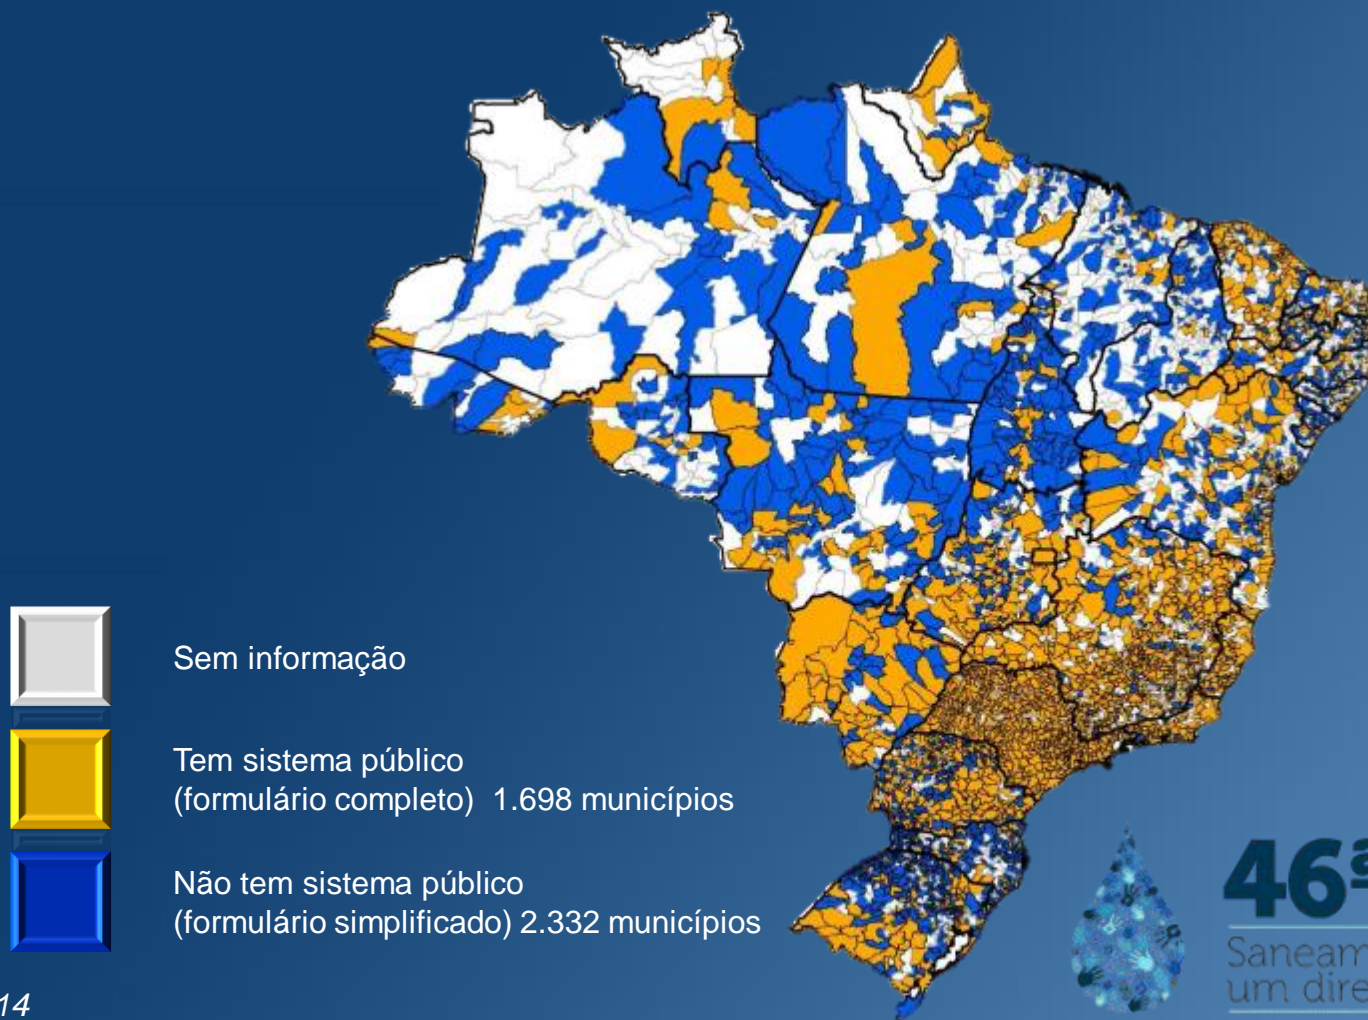 Sem informação
Tem sistema público
(formulário completo) 1.698 municípios
Não tem sistema público
(formulário simplificado) 2.332 municípios
14
46ª
Saneam
um dire